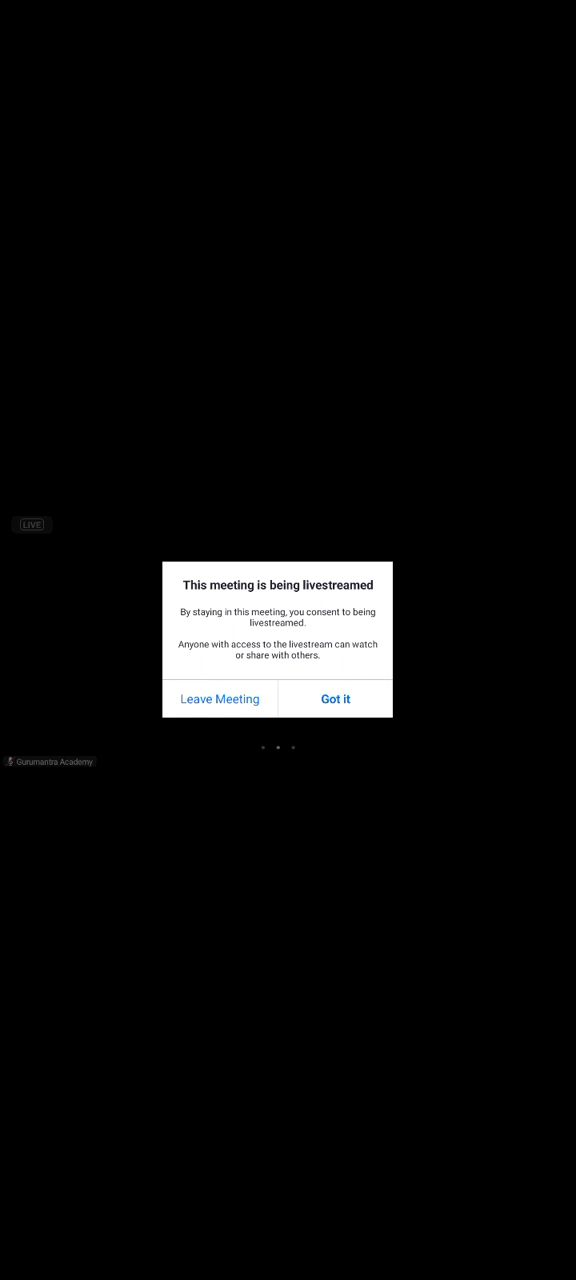 LIVE
This meeting is being livestreamed
By staying in this meeting, you consent to being
livestreamed.
Anyone with access to the livestream can watch
or share with others.
Leave Meeting
Got it
Gurumantra Academy